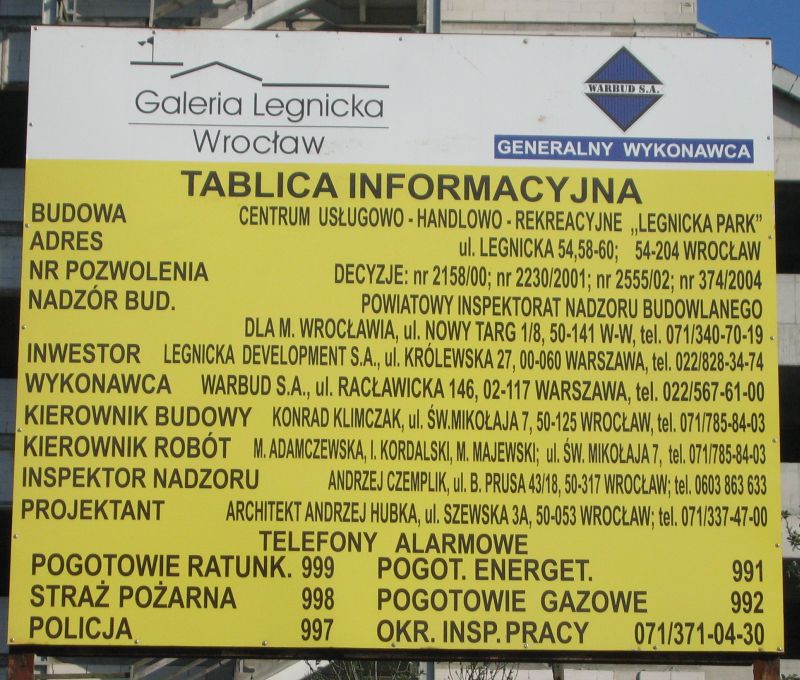 Galeria Legnicka
Wrocław
WARBUD S.A.
GENERALNY WYKONAWCA
TABLICA INFORMACYJNA
BUDOWA CENTRUM USŁUGOWO - HANDLOWO - REKREACYJNE „LEGNICKA PARK”
ADRES ul. LEGNICKA 54,58-60; 54-204 WROCŁAW
NR POZWOLENIA DECYZJE: nr 2158/00; nr 2230/2001; nr 2555/02; nr 374/2004
NADZÓR BUD. POWIATOWY INSPEKTORAT NADZORU BUDOWLANEGO
DLA M. WROCŁAWIA, ul. NOWY TARG 1/8, 50-141 W-W, tel. 071/340-70-19
INWESTOR LEGNICKA DEVELOPMENT S.A., ul. KRÓLEWSKA 27, 00-060 WARSZAWA, tel. 022/828-34-74
WYKONAWCA WARBUD S.A., ul. RACŁAWICKA 146, 02-117 WARSZAWA, tel. 022/567-61-00
KIEROWNIK BUDOWY KONRAD KLIMCZAK, ul. ŚW.MIKOŁAJA 7, 50-125 WROCŁAW, tel. 071/785-84-03
KIEROWNIK ROBÓT M. ADAMCZEWSKA, I. KORDALSKI, M. MAJEWSKI; ul. ŚW. MIKOŁAJA 7, tel. 071/785-84-03
INSPEKTOR NADZORU ANDRZEJ CZEMPLIK, ul. B. PRUSA 43/18, 50-317 WROCŁAW; tel. 0603 863 633
PROJEKTANT ARCHITEKT ANDRZEJ HUBKA, ul. SZEWSKA 3A, 50-053 WROCŁAW; tel. 071/337-47-00
TELEFONY ALARMOWE
POGOTOWIE RATUNK. 999 POGOT. ENERGET. 991
STRAŻ POŻARNA 998 POGOTOWIE GAZOWE 992
POLICJA 997 OKR. INSP. PRACY 071/371-04-30